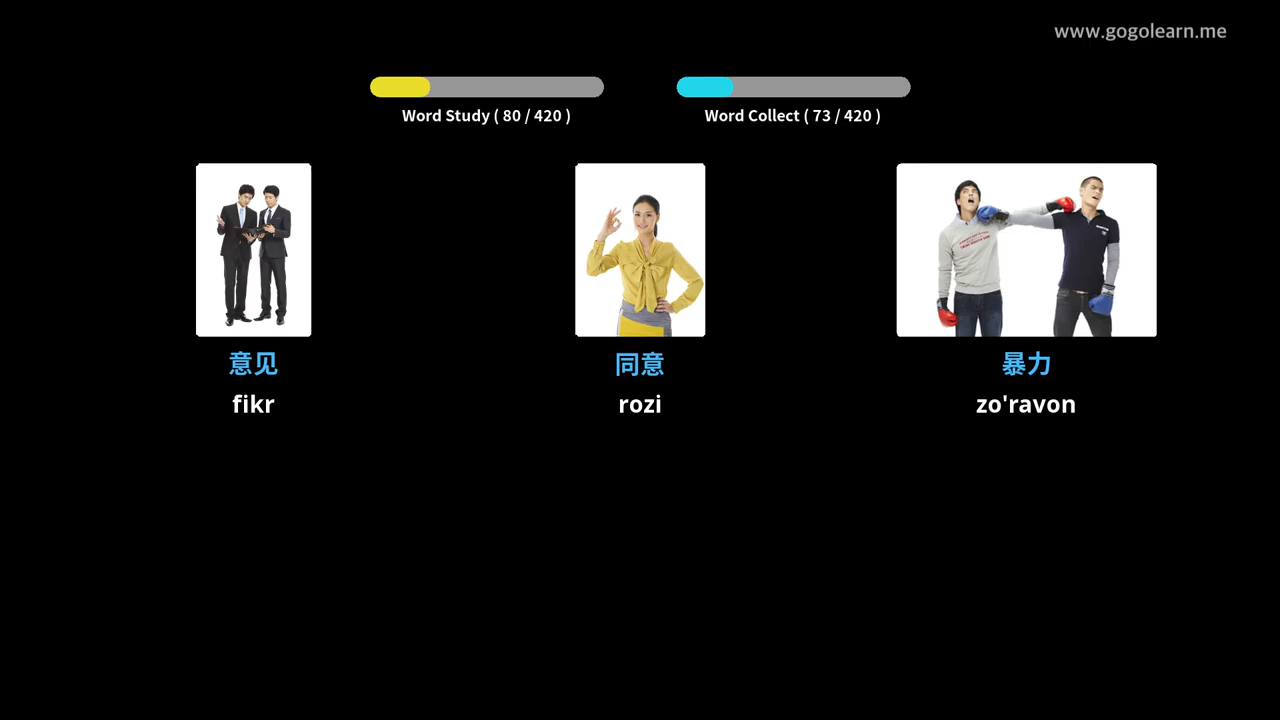 www.gogolearn.me
Word Study ( 80 / 420 )
Word Collect ( 73 / 420 )
意见
同意
暴力
fikr
rozi
zo'ravon